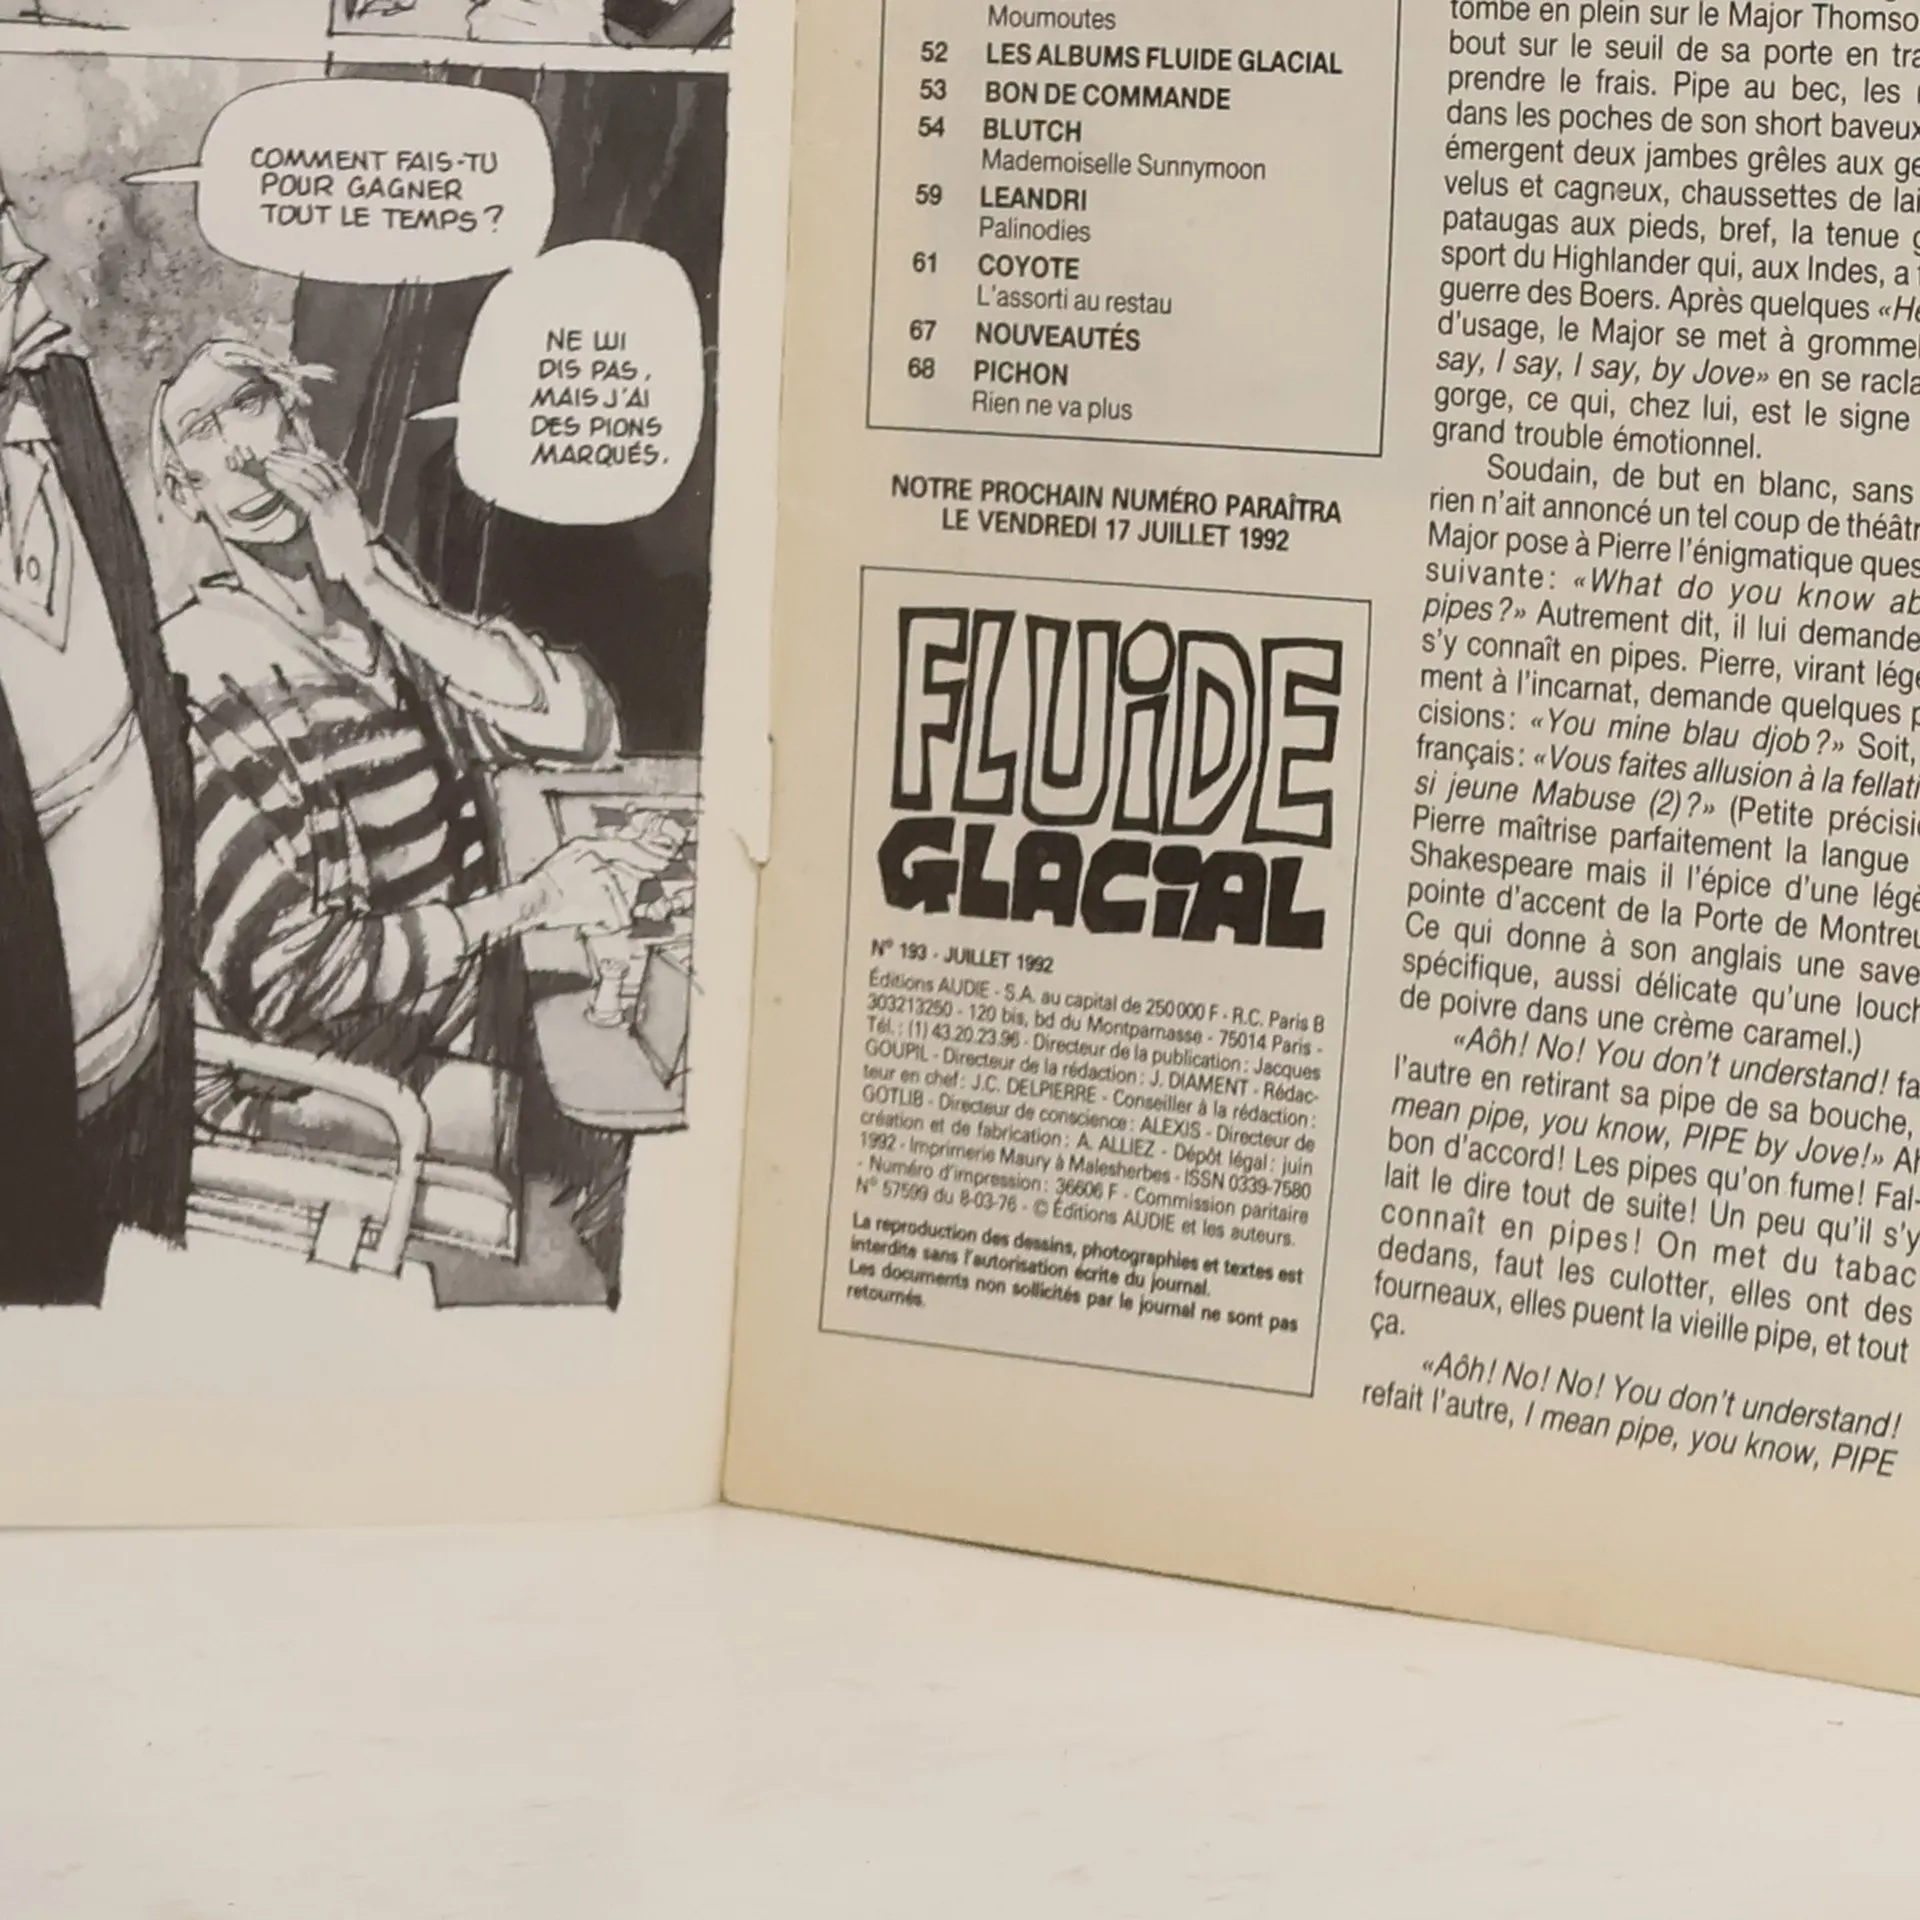 COMMENT FAIS-TU
POUR GAGNER
TOUT LE TEMPS?
NE LUI
DIS PAS,
MAIS J'AI
DES PIONS
MARQUÉS.
Moumoutes
52 LES ALBUMS FLUIDE GLACIAL
53 BON DE COMMANDE
54 BLUTCH
Mademoiselle Sunnymoon
59 LEANDRI
Palinodies
61 COYOTE
L'assorti au restau
67 NOUVEAUTÉS
68 PICHON
Rien ne va plus
NOTRE PROCHAIN NUMÉRO PARAÎTRA
LE VENDREDI 17 JUILLET 1992
FLUiDE
GLACiAL
N° 193 - JUILLET 1992
Éditions AUDIE - S.A. au capital de 250000 F - R.C. Paris B
303213250 - 120 bis, bd du Montparnasse - 75014 Paris -
Tél.: (1) 43.20.23.96 - Directeur de la publication: Jacques
GOUPIL - Directeur de la rédaction: J. DIAMENT - Rédac-
teur en chef: J.C. DELPIERRE - Conseiller à la rédaction:
GOTLIB - Directeur de conscience: ALEXIS - Directeur de
création et de fabrication: A. ALLIEZ - Dépôt légal: juin
1992 - Imprimerie Maury à Malesherbes - ISSN 0339-7580
- Numéro d'impression: 36606 F - Commission paritaire
N° 57599 du 8-03-76 - © Éditions AUDIE et les auteurs.
La reproduction des dessins, photographies et textes est
interdite sans l'autorisation écrite du journal.
Les documents non sollicités par le journal ne sont pas
retournés.
tombe en plein sur le Major Thomso
bout sur le seuil de sa porte en tra
prendre le frais. Pipe au bec, les
dans les poches de son short baveux
émergent deux jambes grêles aux ge
velus et cagneux, chaussettes de lai
pataugas aux pieds, bref, la tenue
sport du Highlander qui, aux Indes, a
guerre des Boers. Après quelques «He
d'usage, le Major se met à grommel
say, I say, I say, by Jove» en se racla
gorge, ce qui, chez lui, est le signe
grand trouble émotionnel.
Soudain, de but en blanc, sans
rien n'ait annoncé un tel coup de théâtr
Major pose à Pierre l'énigmatique ques
suivante: «What do you know ab
pipes?» Autrement dit, il lui demande
s'y connaît en pipes. Pierre, virant lége
ment à l'incarnat, demande quelques p
cisions: «You mine blau djob?» Soit,
français: «Vous faites allusion à la fellati
si jeune Mabuse (2)?» (Petite précisi
Pierre maîtrise parfaitement la langue
Shakespeare mais il l'épice d'une légè
pointe d'accent de la Porte de Montreu
Ce qui donne à son anglais une save
spécifique, aussi délicate qu'une louch
de poivre dans une crème caramel.)
«Aôh! No! You don't understand! fa
l'autre en retirant sa pipe de sa bouche,
mean pipe, you know, PIPE by Jove!» Ah
bon d'accord! Les pipes qu'on fume! Fal-
lait le dire tout de suite! Un peu qu'il s'y
connaît en pipes! On met du tabac
dedans, faut les culotter, elles ont des
fourneaux, elles puent la vieille pipe, et tout
ça.
«Aôh! No! No! You don't understand!
refait l'autre, I mean pipe, you know, PIPE